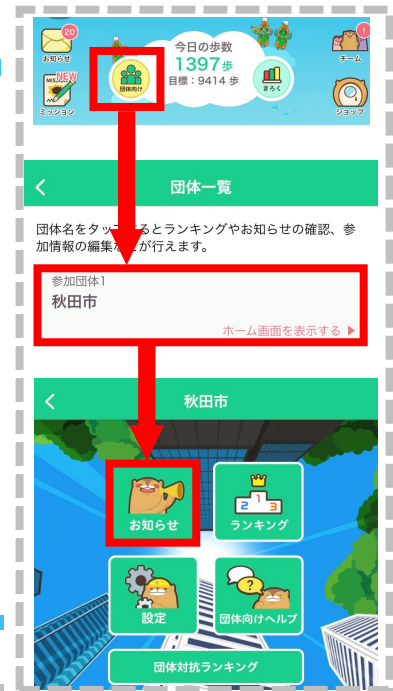 20
お知らせ
NEW
ミッション
団体向け
今日の歩数
1397歩
目標：9414 歩
きろく
1
チーム
ショップ
団体一覧
団体名をタップするとランキングやお知らせの確認、参
加情報の編集などが行えます。
参加団体1
秋田市
ホーム画面を表示する ▶
秋田市
お知らせ
2 1 3
ランキング
設定
?
団体向けヘルプ
団体対抗ランキング